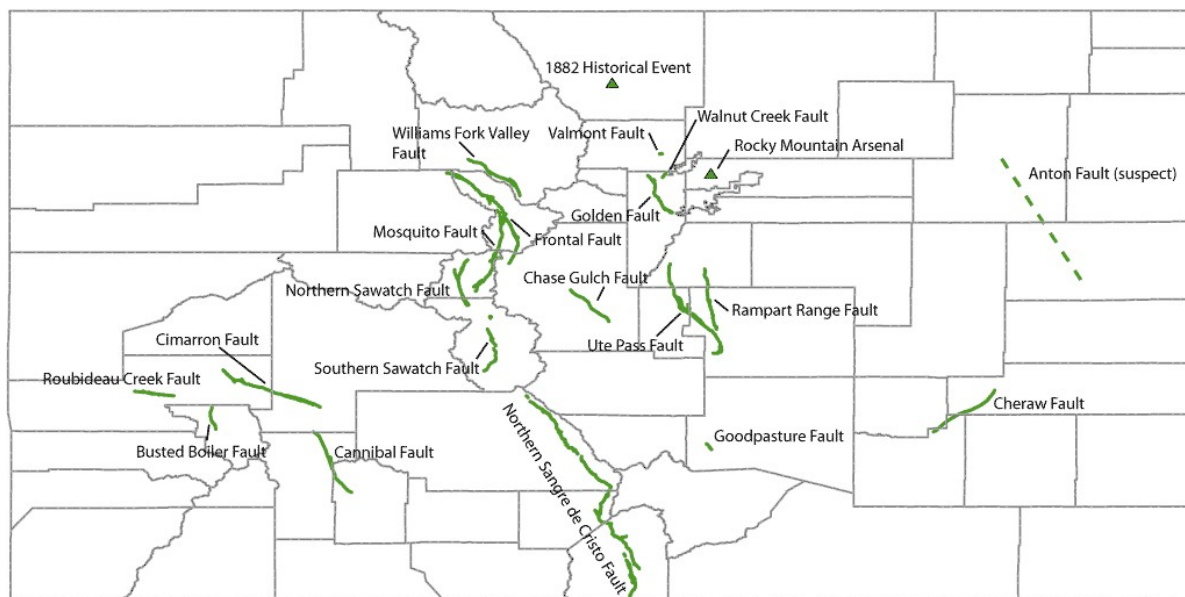 1882 Historical Event
Walnut Creek Fault
Williams Fork Valley
Fault
Valmont Fault
Rocky Mountain Arsenal
Anton Fault (suspect)
Golden Fault
Mosquito Fault
Frontal Fault
Chase Gulch Fault
Northern Sawatch Fault
Rampart Range Fault
Cimarron Fault
Ute Pass Fault
Southern Sawatch Fault
Roubideau Creek Fault
Cheraw Fault
Northern Sangre de Cristo Fault
Goodpasture Fault
Busted Boiler Fault
Cannibal Fault